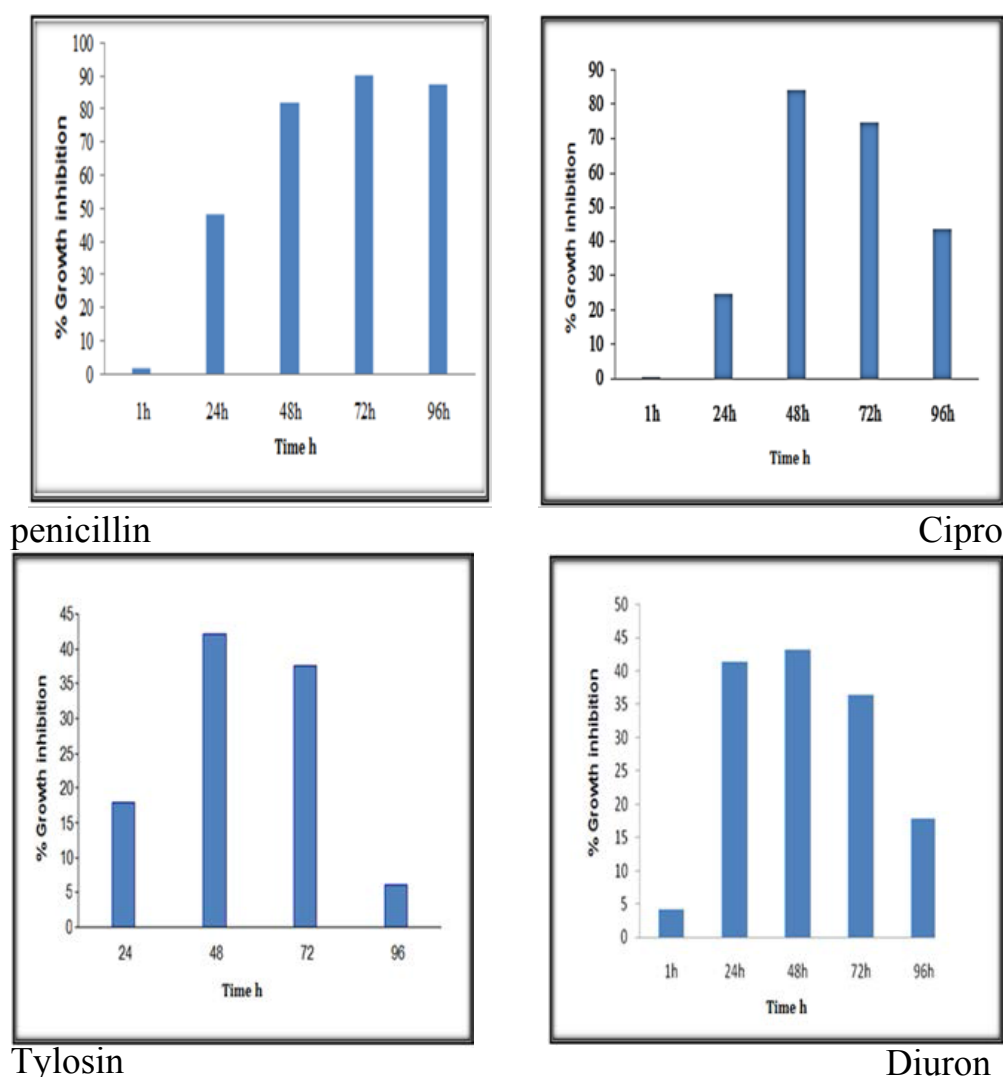 % Growth inhibition
100
90
80
70
60
50
40
30
20
10
0
1h 24h 48h 72h 96h
Time h
penicillin
% Growth inhibition
90
80
70
60
50
40
30
20
10
0
1h 24h 48h 72h 96h
Time h
Cipro
% Growth inhibition
45
40
35
30
25
20
15
10
5
0
24 48 72 96
Time h
Tylosin
% Growth inhibition
50
45
40
35
30
25
20
15
10
5
0
1h 24h 48h 72h 96h
Time h
Diuron